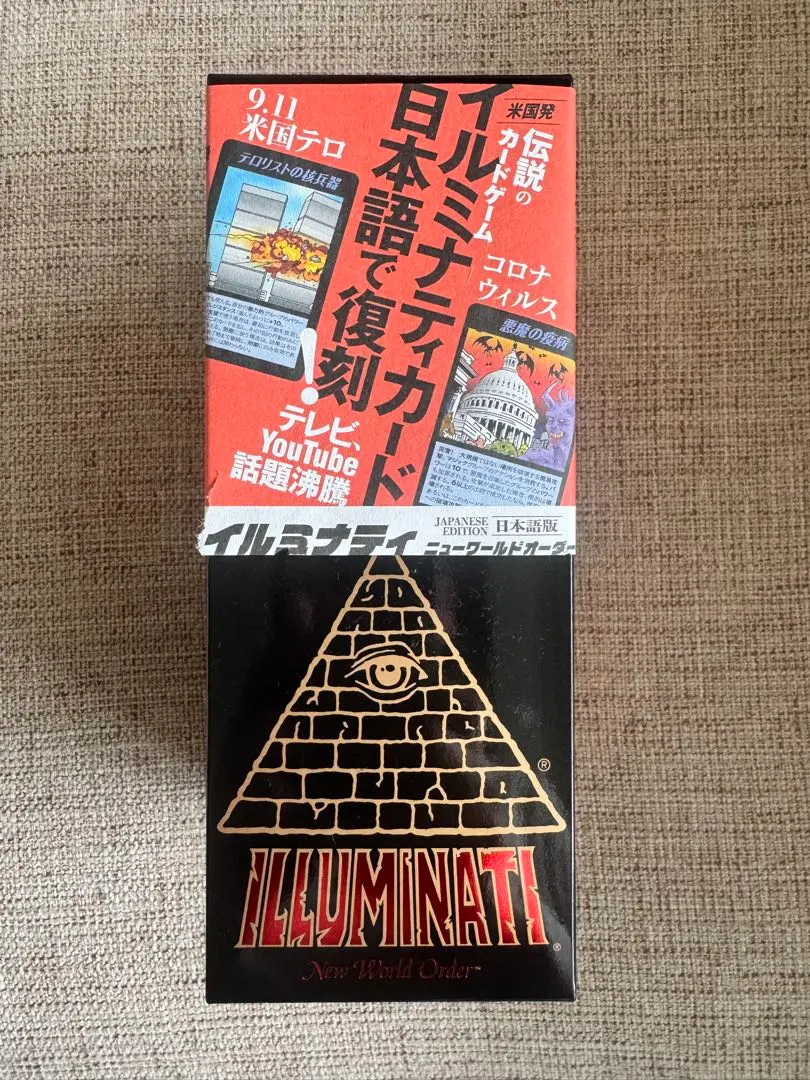 米国発
伝説の
カードゲーム
イルミナティカード
日本語で復刻
！
9.11
米国テロ
テロリストの核兵器
コロナ
ウィルス
悪魔の疫病
テレビ、
YouTube
話題沸騰
JAPANESE
EDITION
日本語版
イルミナティ
ニューワールドオーダー
®
ILLUMINATI
®
New World Order™